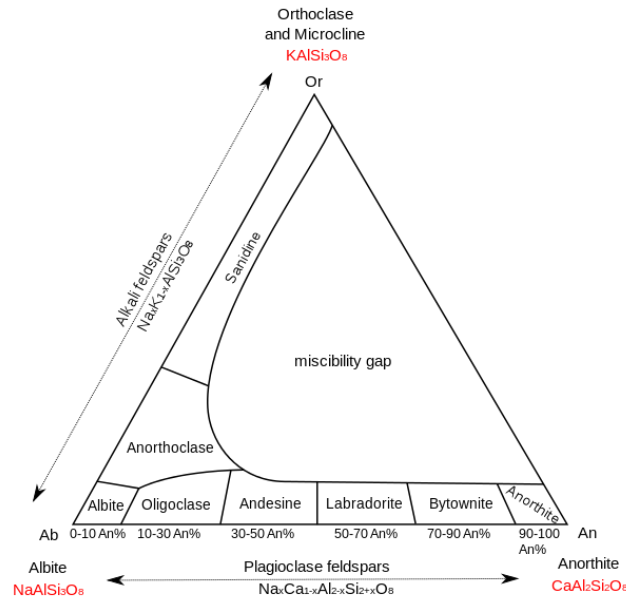 Orthoclase
and Microcline
KAlSi₃O₈
Or
Alkali feldspars
NaₓK₁₋ₓAlSi₃O₈
Sanidine
miscibility gap
Anorthoclase
Albite
Oligoclase
Andesine
Labradorite
Bytownite
Anorthite
Ab
0-10 An%
10-30 An%
30-50 An%
50-70 An%
70-90 An%
90-100
An%
An
Albite
NaAlSi₃O₈
Plagioclase feldspars
NaₓCa₁₋ₓAl₂₋ₓSi₂₊ₓO₈
Anorthite
CaAl₂Si₂O₈